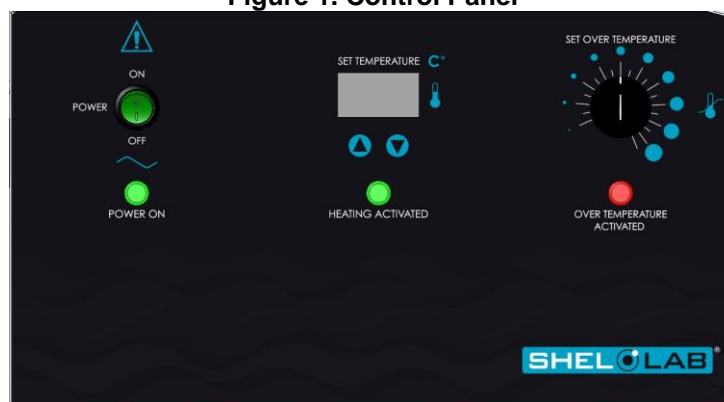 Figure 1: Control Panel
SET OVER TEMPERATURE
SET TEMPERATURE C°
ON
POWER
OFF
POWER ON
HEATING ACTIVATED
OVER TEMPERATURE
ACTIVATED
SHEL LAB®